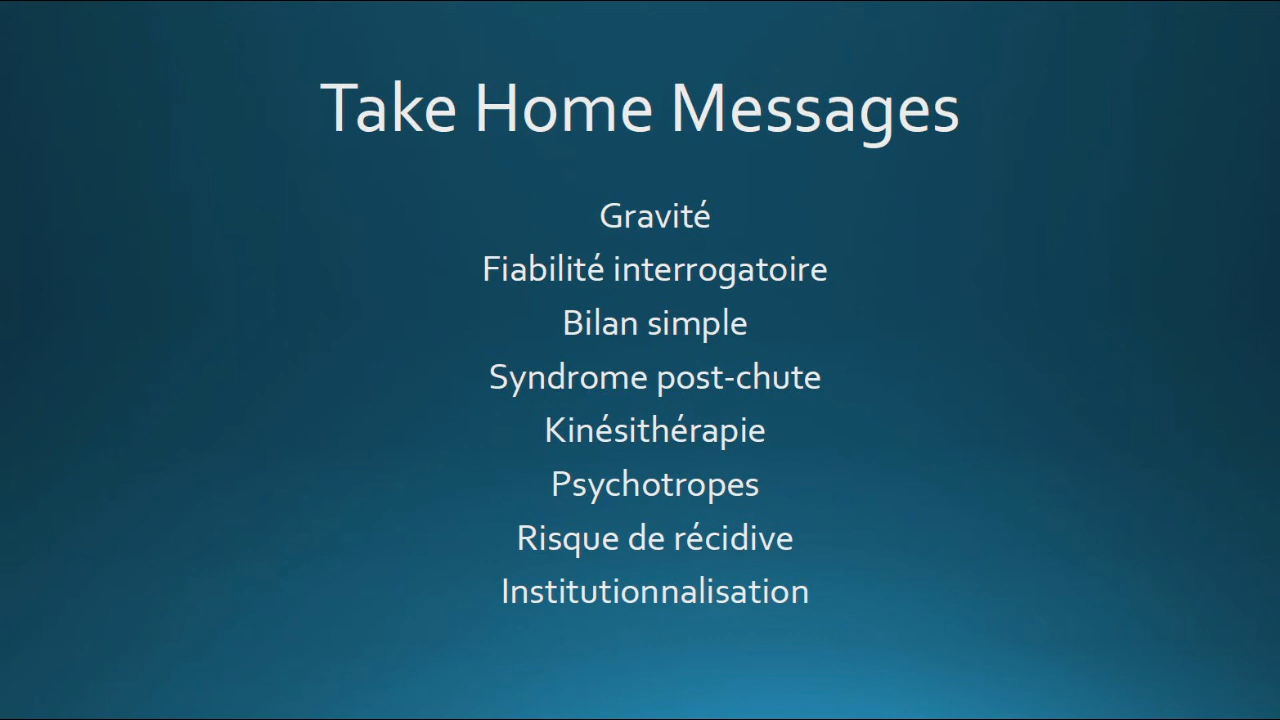 Take Home Messages
Gravité
Fiabilité interrogatoire
Bilan simple
Syndrome post-chute
Kinésithérapie
Psychotropes
Risque de récidive
Institutionnalisation